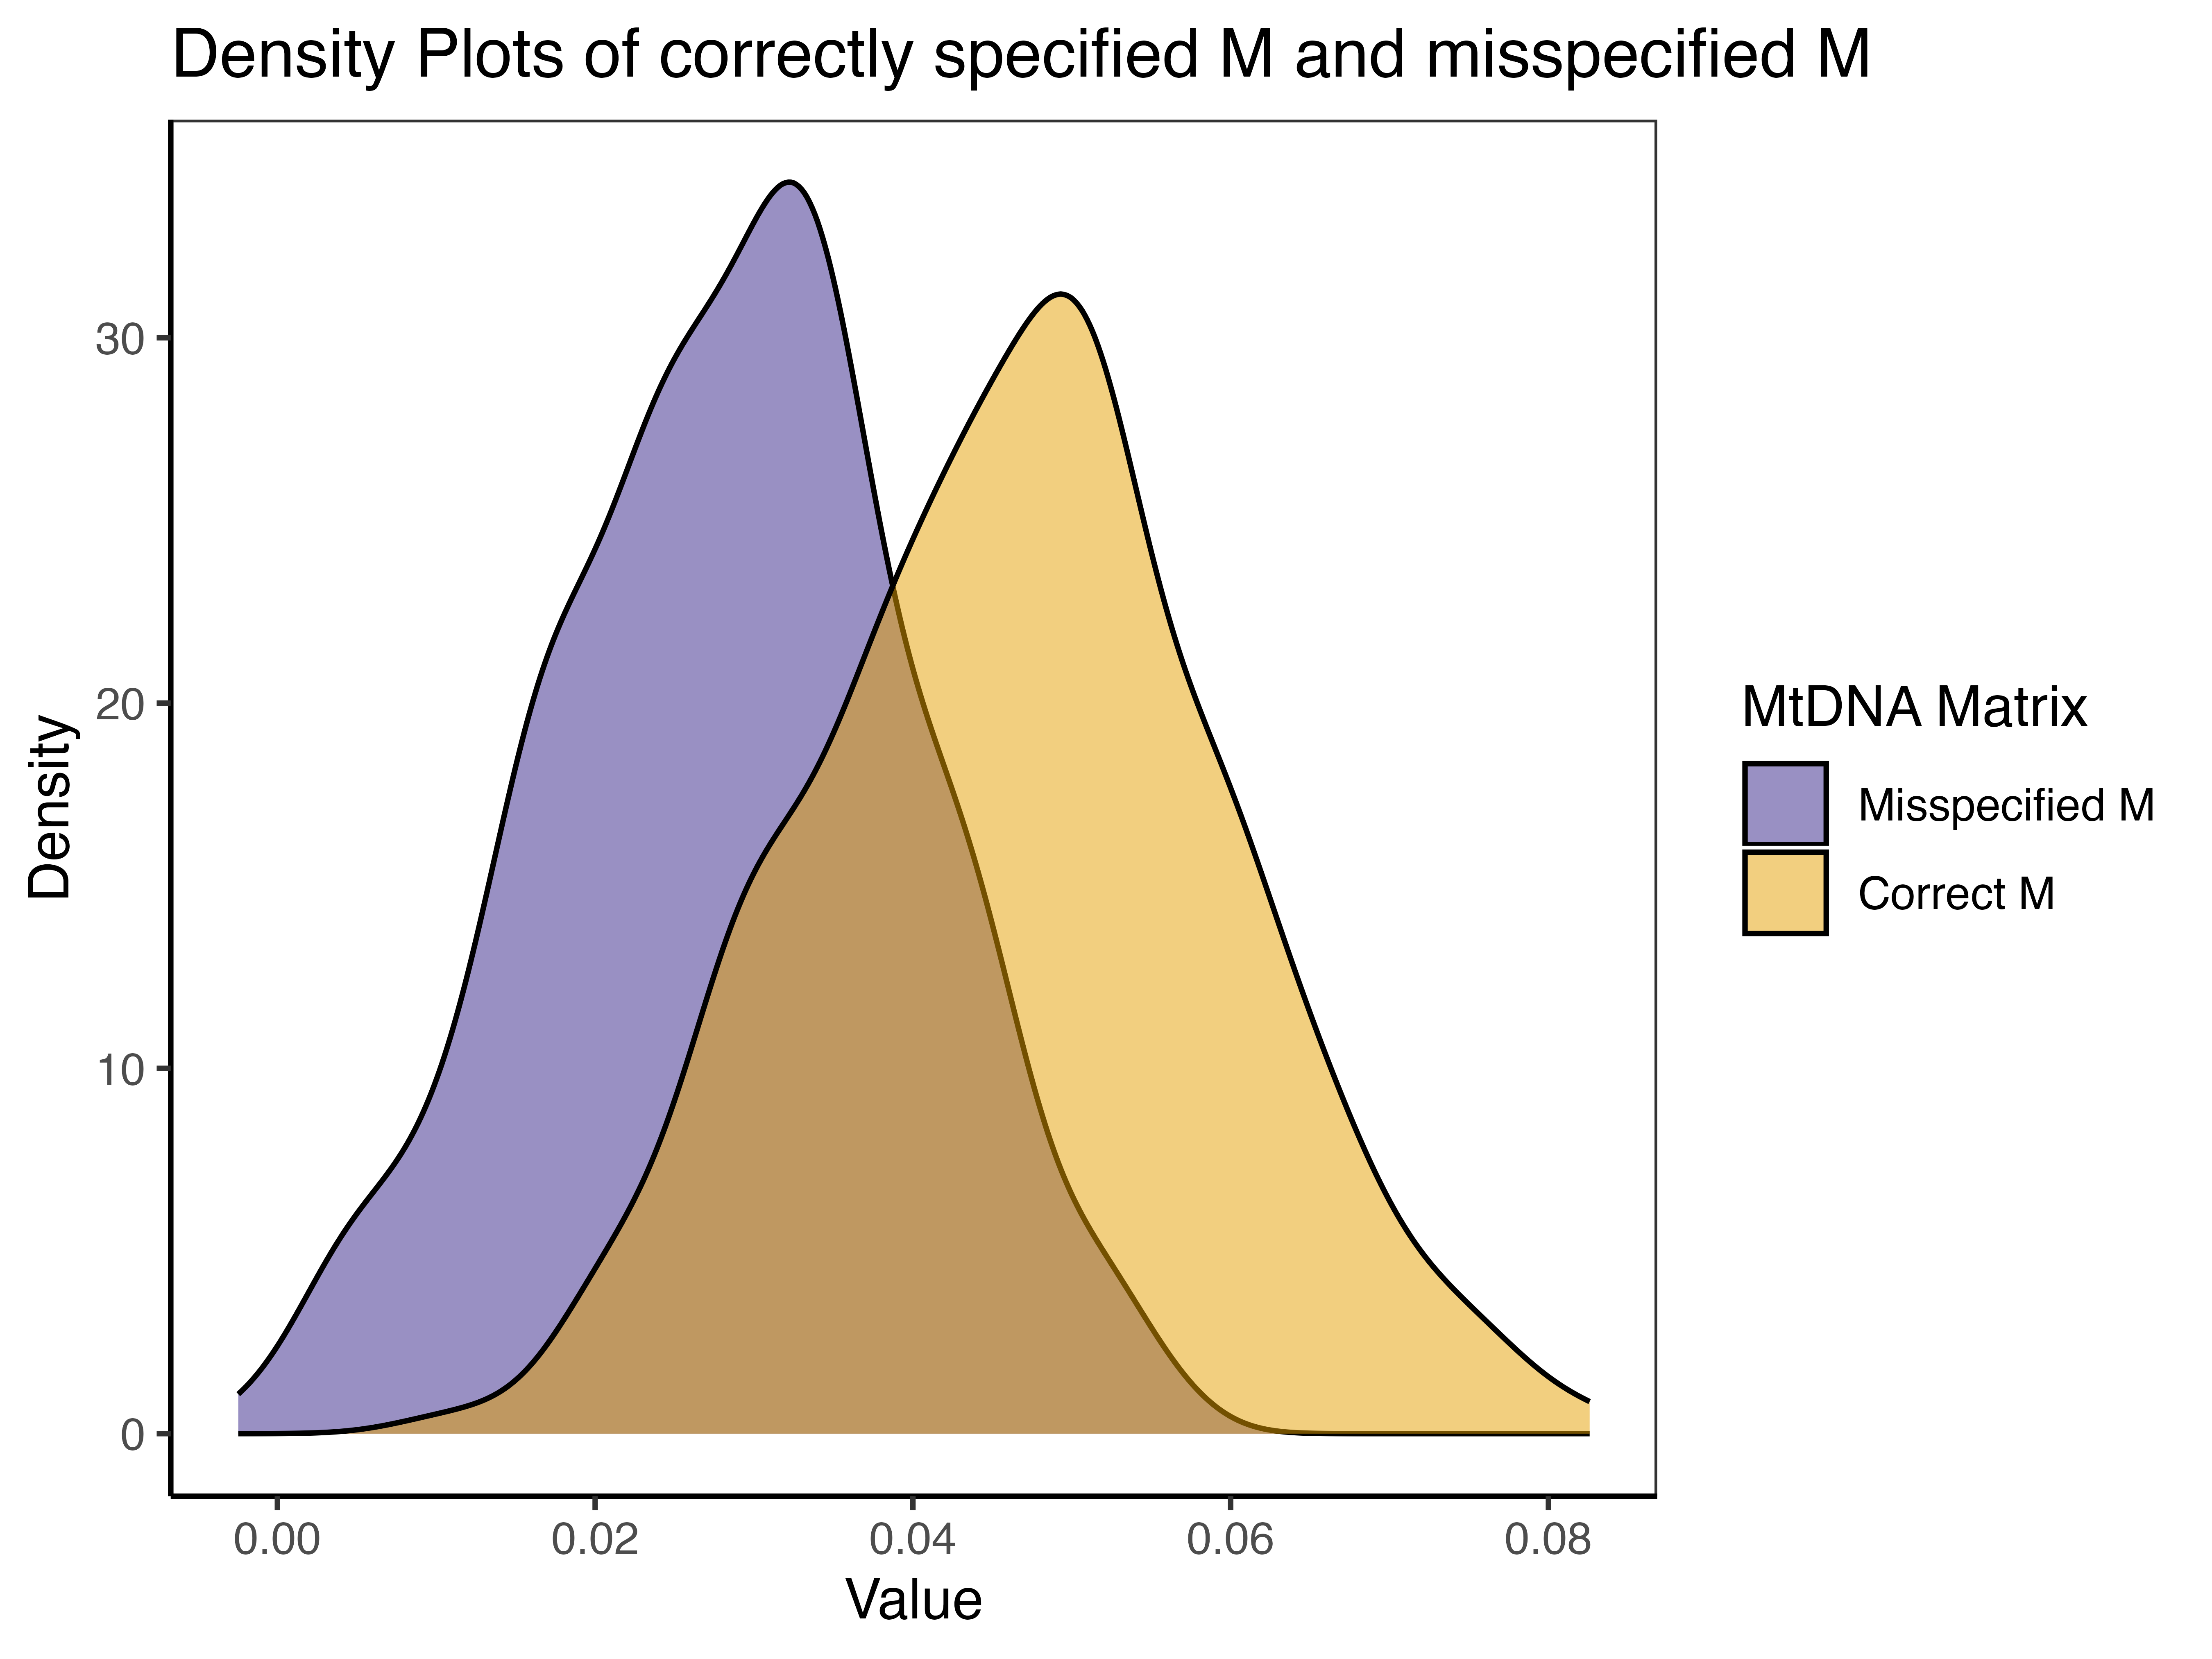 Density Plots of correctly specified M and misspecified M
Density
30
20
10
0
0.00 0.02 0.04 0.06 0.08
Value
MtDNA Matrix
Misspecified M
Correct M